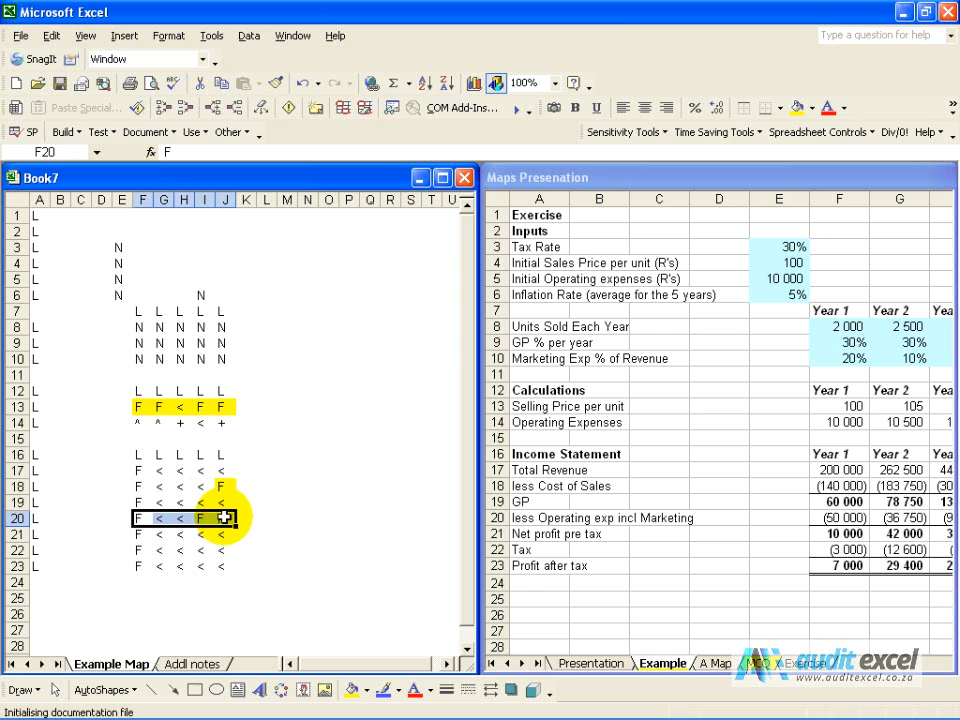 Microsoft Excel
File Edit View Insert Format Tools Data Window Help
Type a question for help
SnagIt Window
100%
Paste Special... COM Add-Ins... B U %
SP Build Test Document Use Other Sensitivity Tools Time Saving Tools Spreadsheet Controls Div/0! Help
F20 fx F
Book7
A B C D E F G H I J K L M N O P Q R S T U
1 L
2 L
3 L N
4 L N
5 L N
6 L N N
7 L L L L L
8 L N N N N N
9 L N N N N N
10 L N N N N N
11
12 L L L L L L
13 L F F < F F
14 L ^ ^ + < +
15
16 L L L L L L
17 L F < < < <
18 L F < < < F
19 L F < < < <
20 L F < < F
21 L F < < < <
22 L F < < < <
23 L F < < < <
24
25
26
27
28
Example Map Addl notes
Maps Presenation
A B C D E F G
1 Exercise
2 Inputs
3 Tax Rate 30%
4 Initial Sales Price per unit (R's) 100
5 Initial Operating expenses (R's) 10 000
6 Inflation Rate (average for the 5 years) 5%
7 Year 1 Year 2 Yea
8 Units Sold Each Year 2 000 2 500
9 GP % per year 30% 30%
10 Marketing Exp % of Revenue 20% 10%
11
12 Calculations Year 1 Year 2 Yea
13 Selling Price per unit 100 105
14 Operating Expenses 10 000 10 500 1
15
16 Income Statement Year 1 Year 2 Yea
17 Total Revenue 200 000 262 500 44
18 less Cost of Sales (140 000) (183 750) (30
19 GP 60 000 78 750 13
20 less Operating exp incl Marketing (50 000) (36 750) (9
21 Net profit pre tax 10 000 42 000 3
22 Tax (3 000) (12 600) (
23 Profit after tax 7 000 29 400 2
24
25
26
27
28
Presentation Example A Map MCQ Exercise
audit excel
www.auditexcel.co.za
Draw AutoShapes
Initialising documentation file